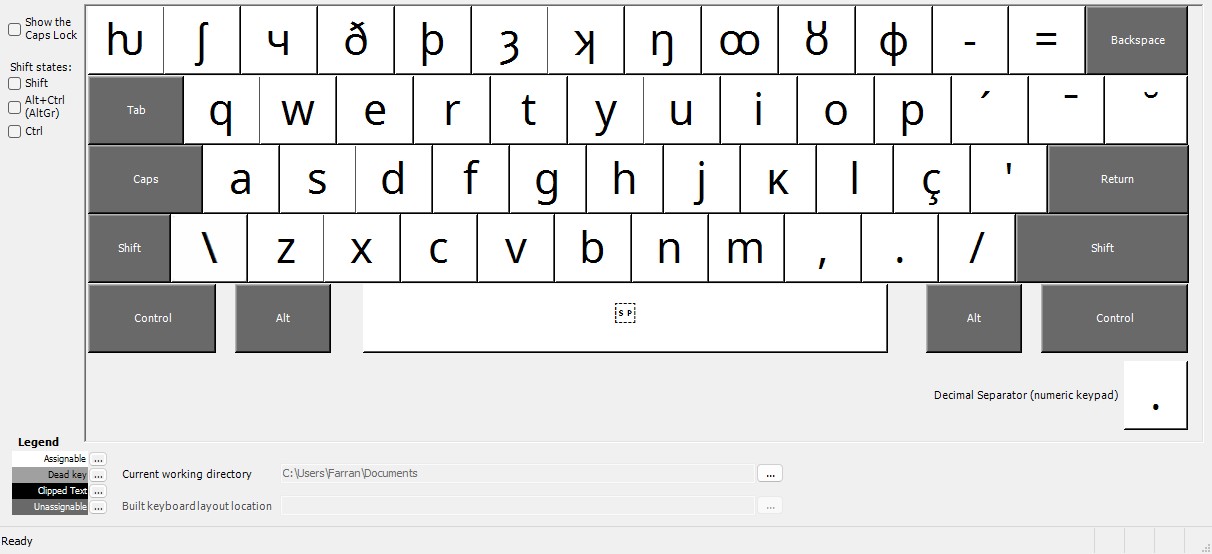 Show the
Caps Lock
Shift states:
Shift
Alt+Ctrl
(AltGr)
Ctrl
ƕ ʃ ч ð þ ȝ ʞ ŋ ꝏ ȣ ɸ - = Backspace
Tab q w e r t y u i o p ´ ¯ ˘
Caps a s d f g h j ĸ l ç ' Return
Shift \ z x c v b n m , . / Shift
Control Alt SP Alt Control
Decimal Separator (numeric keypad) .
Legend
Assignable ...
Dead key ...
Clipped Text ...
Unassignable ...
Current working directory C:\Users\Farran\Documents ...
Built keyboard layout location ...
Ready